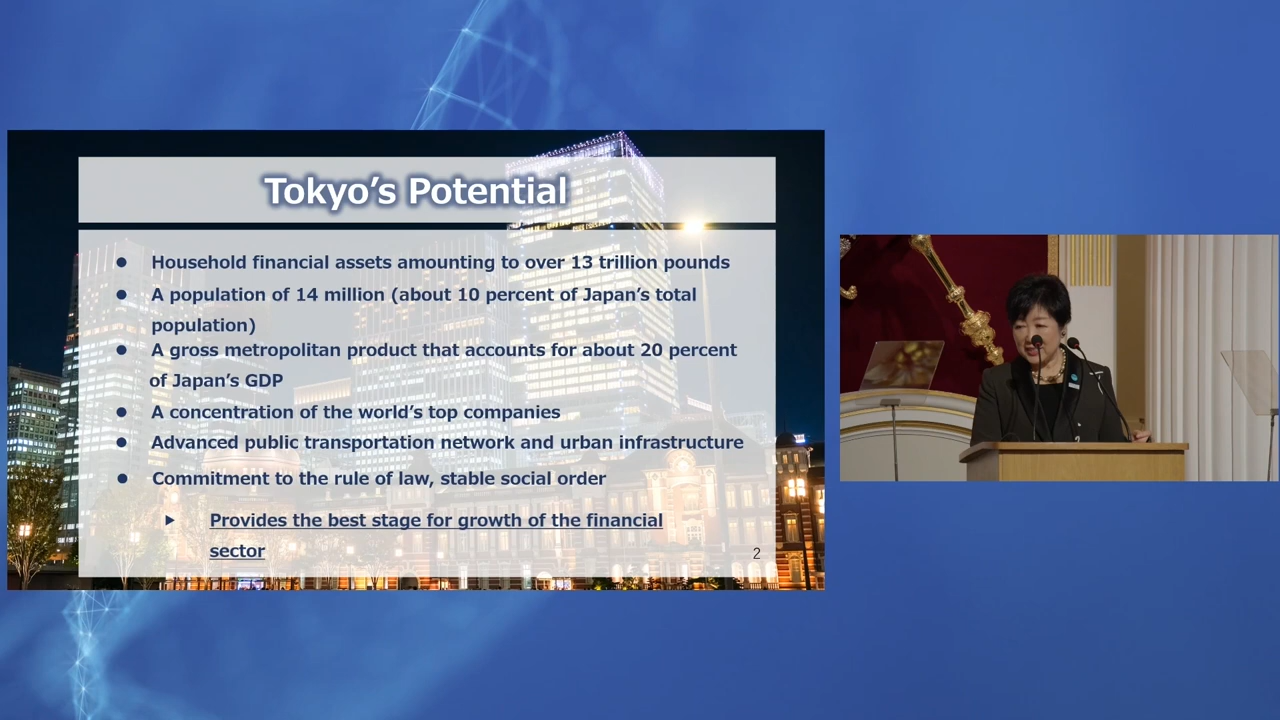 Tokyo's Potential
● Household financial assets amounting to over 13 trillion pounds
● A population of 14 million (about 10 percent of Japan's total
population)
● A gross metropolitan product that accounts for about 20 percent
of Japan's GDP
● A concentration of the world's top companies
● Advanced public transportation network and urban infrastructure
● Commitment to the rule of law, stable social order
▶ Provides the best stage for growth of the financial
sector
2